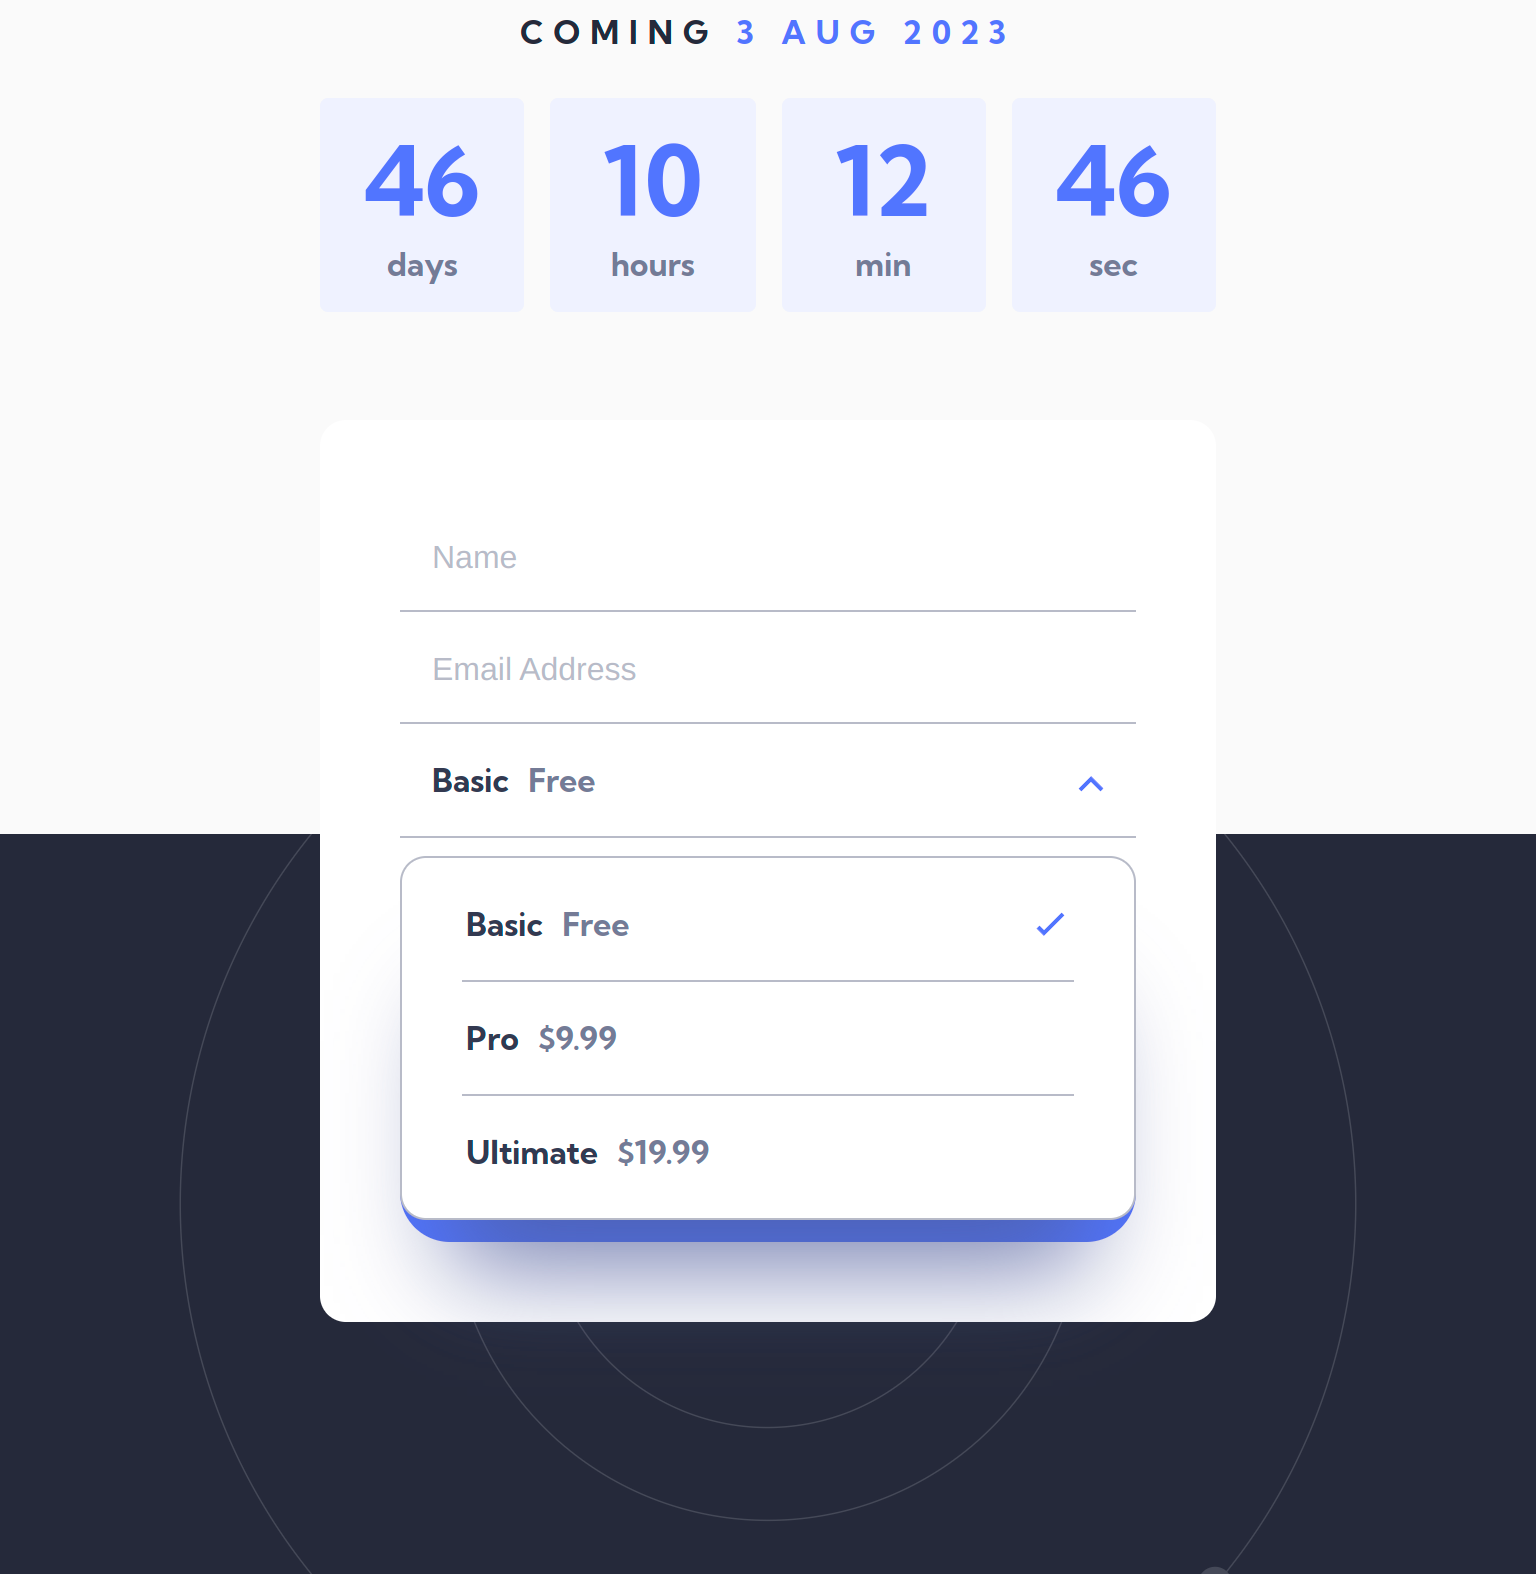 COMING 3 AUG 2023
46 10 12 46
days hours min sec
Name
Email Address
Basic Free
Basic Free
Pro $9.99
Ultimate $19.99